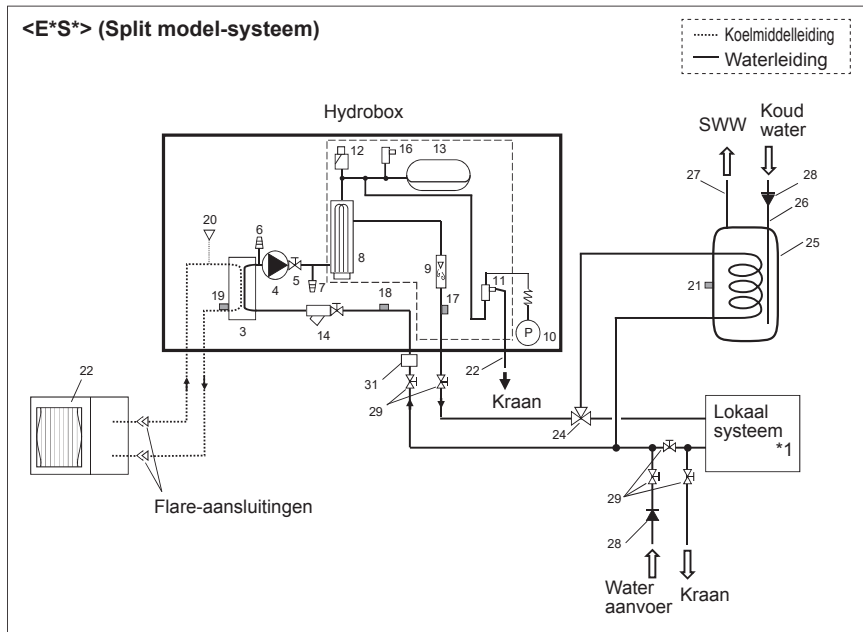 <E*S*> (Split model-systeem)
Koelmiddelleiding
Waterleiding
Hydrobox
SWW
Koud
water
12
16
13
27
28
26
20
6
8
9
25
4
5
7
11
17
18
21
19
3
14
P
10
22
31
22
29
Kraan
24
Lokaal
systeem
*1
Flare-aansluitingen
29
28
Water
aanvoer
Kraan